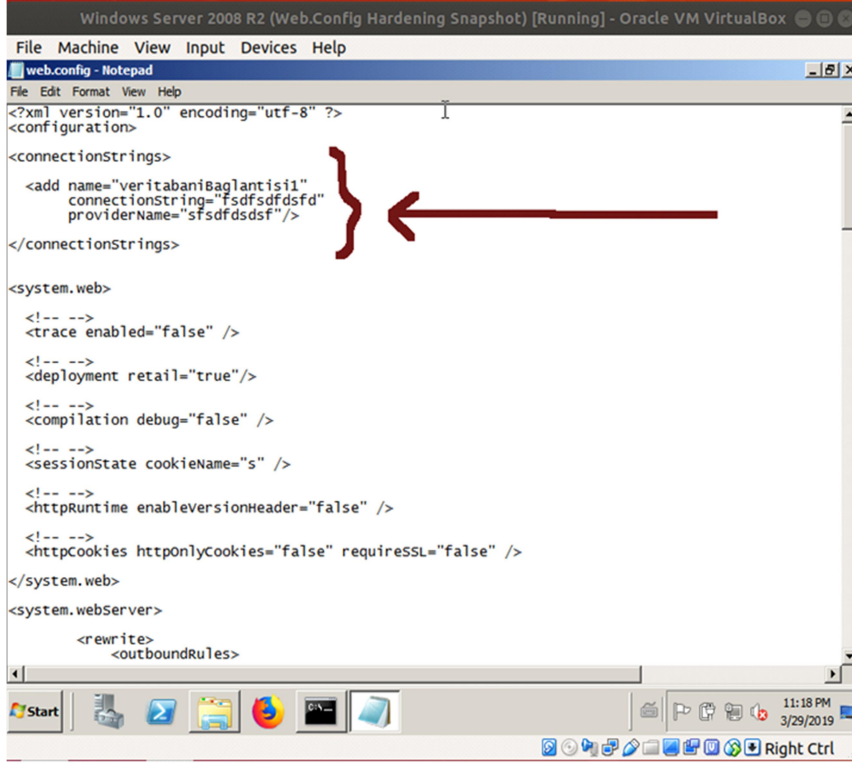 Windows Server 2008 R2 (Web.Config Hardening Snapshot) [Running] - Oracle VM VirtualBox
File Machine View Input Devices Help
web.config - Notepad
File Edit Format View Help
<?xml version="1.0" encoding="utf-8" ?>
<configuration>
<connectionStrings>
<add name="veritabaniBaglantisi1"
connectionString="fsdfsdfdsfd"
providerName="sfsdfdsdsf"/>
</connectionStrings>
<system.web>
<!-- -->
<trace enabled="false" />
<!-- -->
<deployment retail="true"/>
<!-- -->
<compilation debug="false" />
<!-- -->
<sessionState cookieName="s" />
<!-- -->
<httpRuntime enableVersionHeader="false" />
<!-- -->
<httpCookies httpOnlyCookies="false" requireSSL="false" />
</system.web>
<system.webServer>
<rewrite>
<outboundRules>
Start
11:18 PM
3/29/2019
Right Ctrl